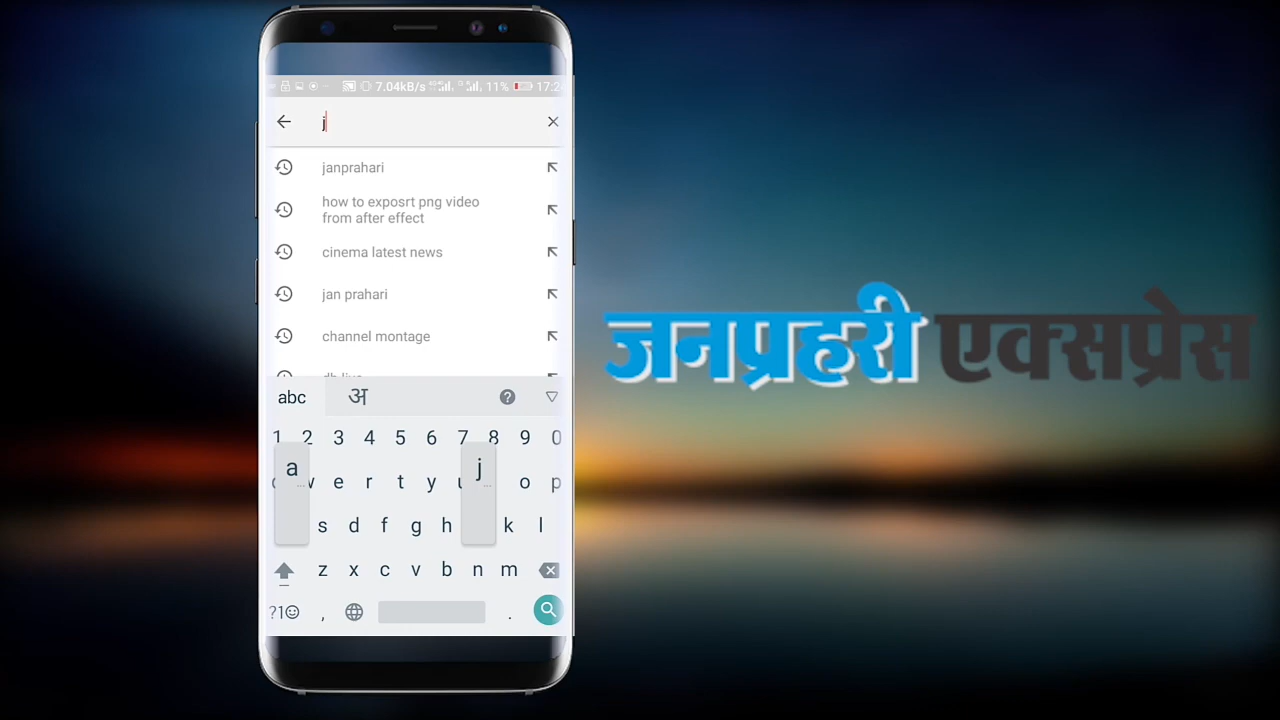 7.04kB/s 11% 17:2
j
janprahari
how to exposrt png video
from after effect
cinema latest news
jan prahari
channel montage
जनप्रहरी एक्सप्रेस
abc अ
1 2 3 4 5 6 7 8 9 0
w e r t y u o p
a s d f g h j k l
z x c v b n m
?1 , .